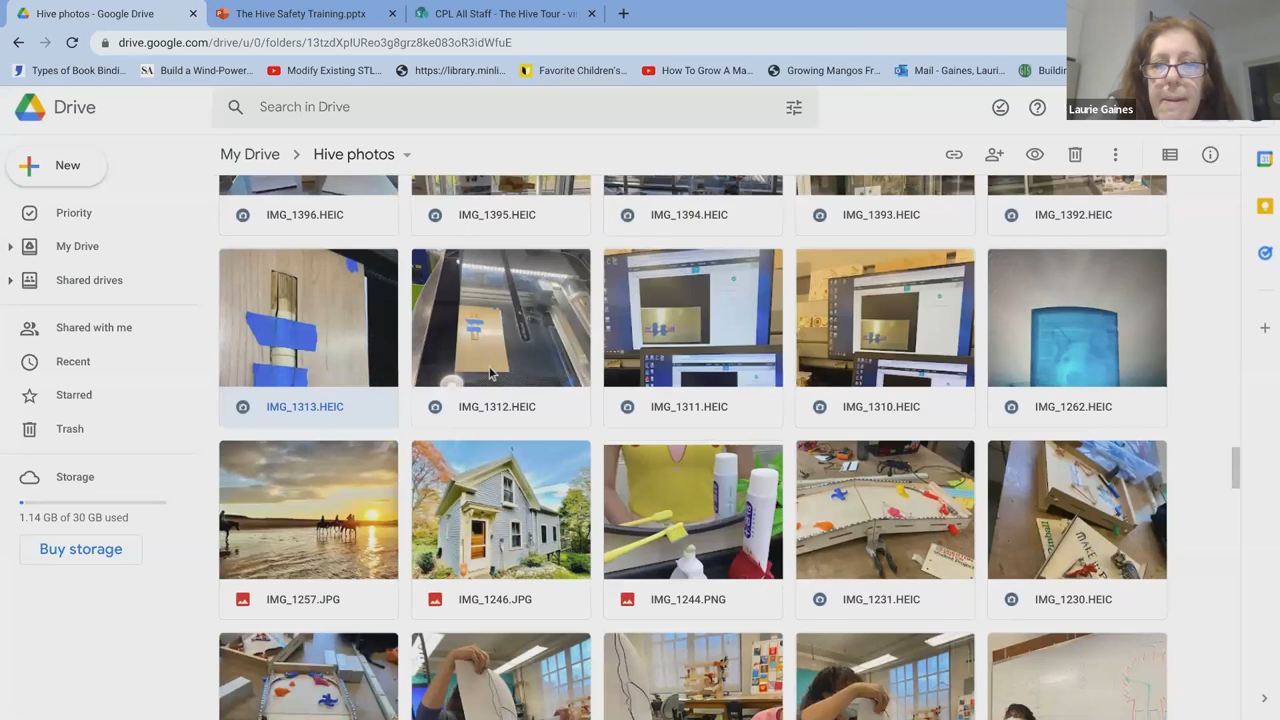 Hive photos - Google Drive
The Hive Safety Training.pptx
CPL All Staff - The Hive Tour - vi
drive.google.com/drive/u/0/folders/13tzdXpIUReo3g8grz8ke083oR3idWfuE
Types of Book Bindi...
Build a Wind-Power...
Modify Existing STL...
https://librarian.minli...
Favorite Children's...
How To Grow A Ma...
Growing Mangos Fr...
Mail - Gaines, Lauri...
Building
Laurie Gaines
Drive
Search in Drive
New
My Drive
Hive photos
Priority
My Drive
Shared drives
Shared with me
Recent
Starred
Trash
Storage
1.14 GB of 30 GB used
Buy storage
IMG_1396.HEIC
IMG_1395.HEIC
IMG_1394.HEIC
IMG_1393.HEIC
IMG_1392.HEIC
IMG_1313.HEIC
IMG_1312.HEIC
IMG_1311.HEIC
IMG_1310.HEIC
IMG_1262.HEIC
IMG_1257.JPG
IMG_1246.JPG
IMG_1244.PNG
IMG_1231.HEIC
IMG_1230.HEIC